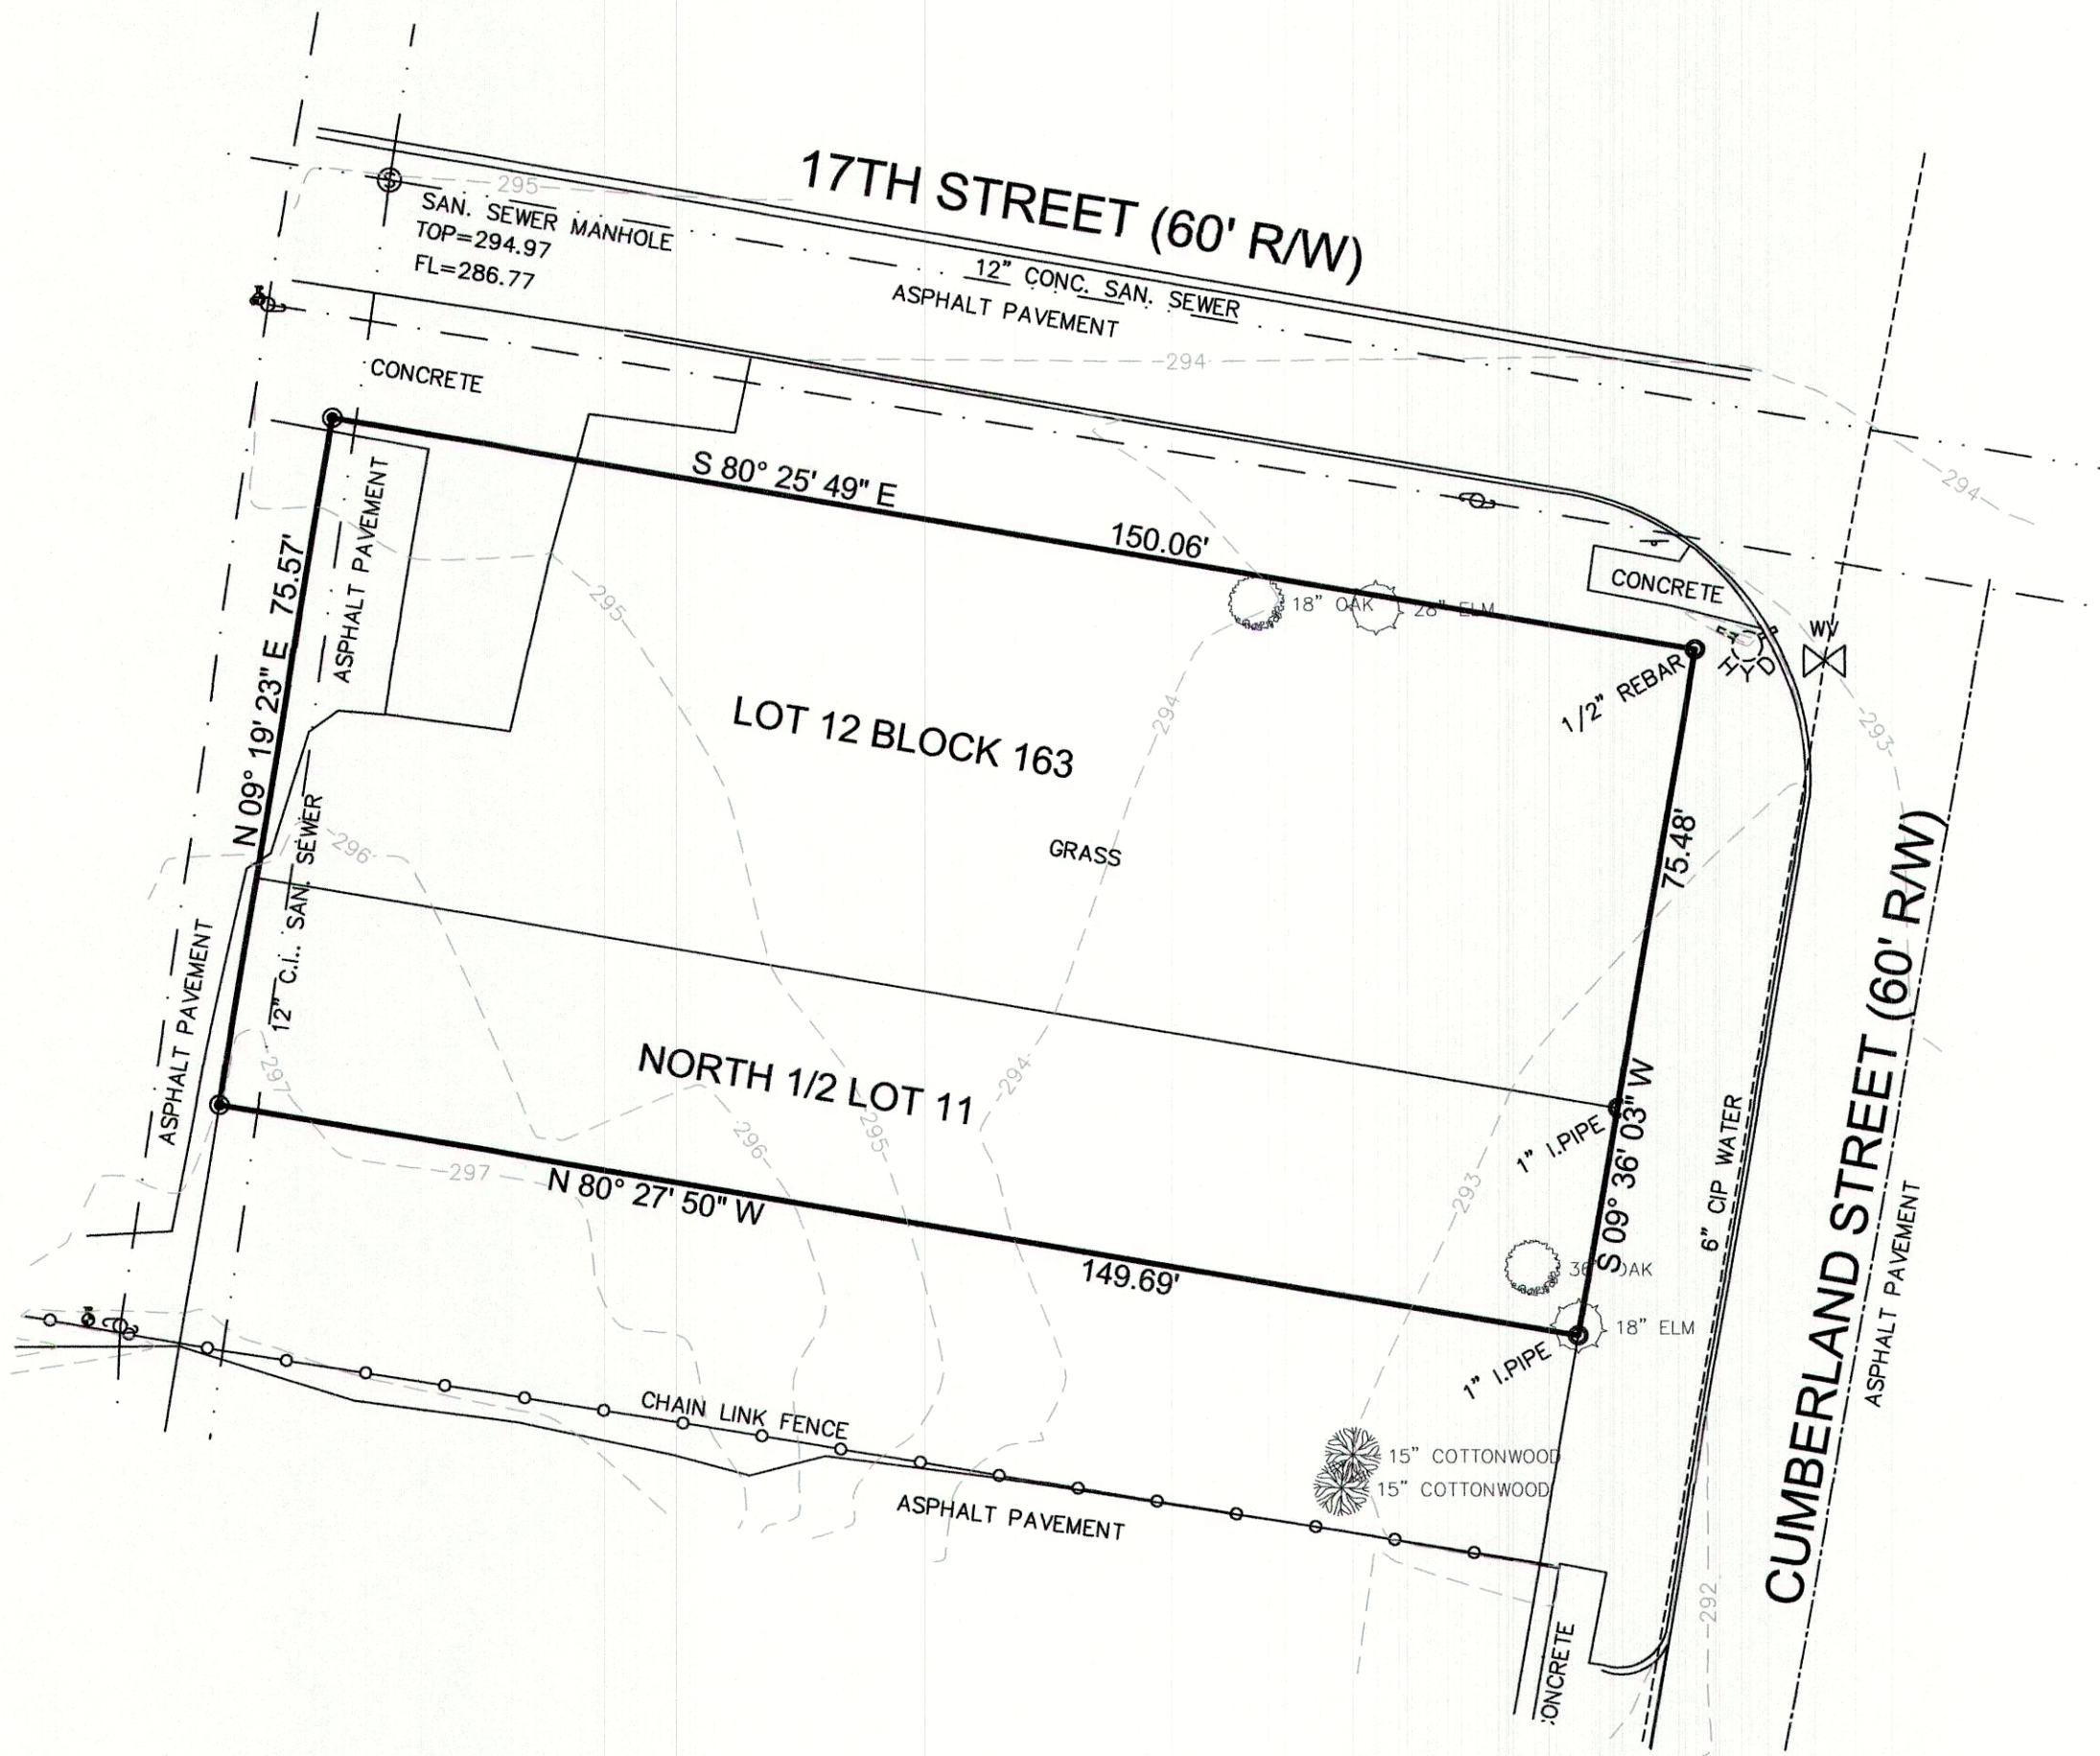 17TH STREET (60' R/W)
295
SAN. SEWER MANHOLE
TOP=294.97
FL=286.77
12" CONC. SAN. SEWER
ASPHALT PAVEMENT
294
CONCRETE
S 80° 25' 49" E
150.06'
294
CONCRETE
18" OAK
28" ELM
WV
HYD
1/2" REBAR
N 09° 19' 23" E 75.57'
ASPHALT PAVEMENT
295
LOT 12 BLOCK 163
294
293
GRASS
75.48'
296
12" C.I.. SAN. SEWER
ASPHALT PAVEMENT
NORTH 1/2 LOT 11
294
297
296
295
297
1" I.PIPE
S 09° 36' 03" W
6" CIP WATER
CUMBERLAND STREET (60' R/W)
ASPHALT PAVEMENT
293
N 80° 27' 50" W
149.69'
OAK
18" ELM
1" I.PIPE
CHAIN LINK FENCE
15" COTTONWOOD
15" COTTONWOOD
ASPHALT PAVEMENT
292
ONCRETE